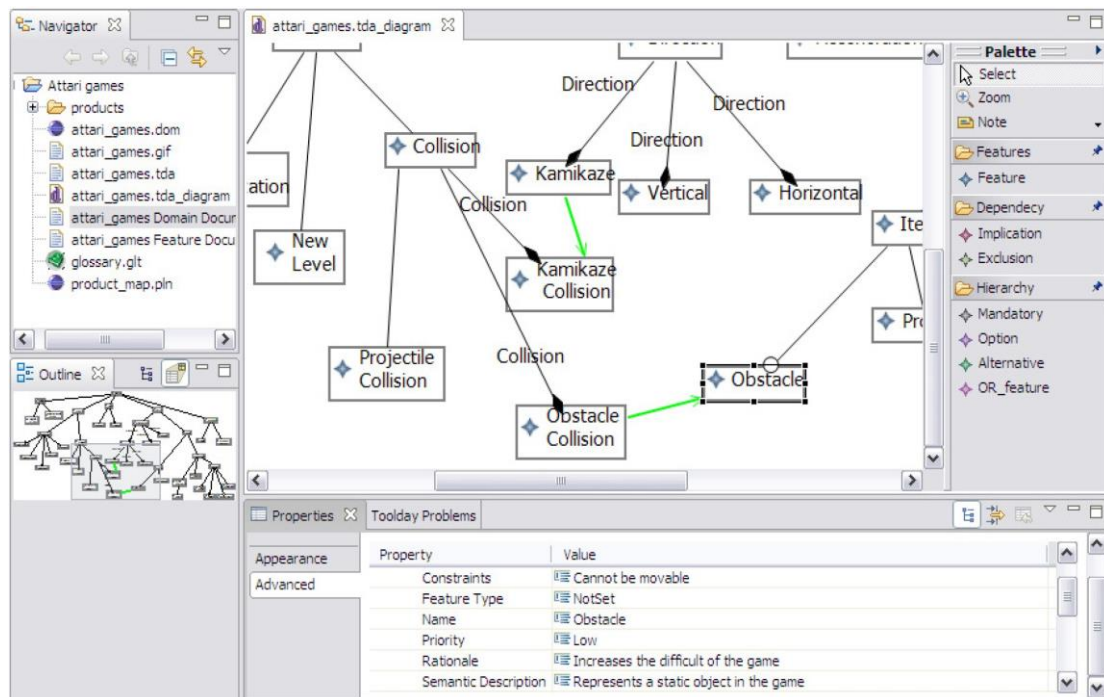 Navigator
attari_games.tda_diagram
Attari games
products
attari_games.dom
attari_games.gif
attari_games.tda
attari_games.tda_diagram
attari_games Domain Docur
attari_games Feature Docu
glossary.glt
product_map.pln
Outline
Direction
Direction
Direction
Direction
Collision
Kamikaze
Vertical
Horizontal
ation
Collision
Ite
New
Level
Kamikaze
Collision
Pro
Projectile
Collision
Collision
Obstacle
Obstacle
Collision
Palette
Select
Zoom
Note
Features
Feature
Dependecy
Implication
Exclusion
Hierarchy
Mandatory
Option
Alternative
OR_feature
Properties
Toolday Problems
Appearance
Advanced
Property Value
Constraints Cannot be movable
Feature Type NotSet
Name Obstacle
Priority Low
Rationale Increases the difficult of the game
Semantic Description Represents a static object in the game